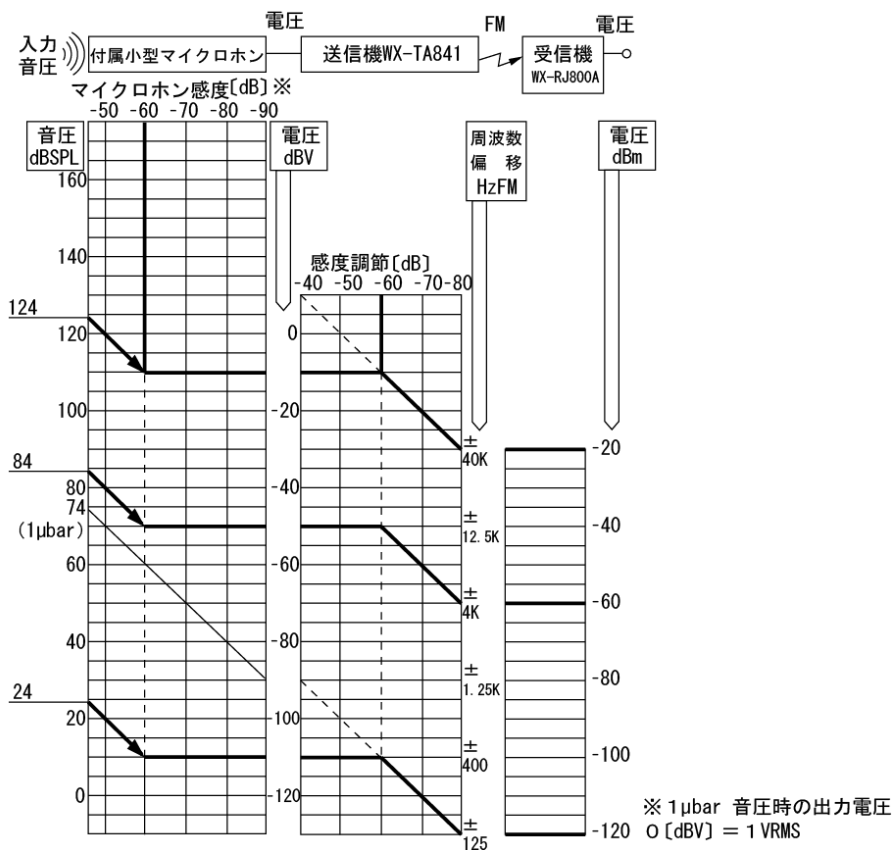 入力
音圧
付属小型マイクロホン
電圧
送信機WX-TA841
FM
受信機
WX-RJ800A
電圧
マイクロホン感度〔dB〕※
-50 -60 -70 -80 -90
音圧
dBSPL
電圧
dBV
周波数
偏 移
HzFM
電圧
dBm
感度調節〔dB〕
-40 -50 -60 -70 -80
160
140
124
120
100
84
80
74
(1μbar)
60
40
24
20
0
0
-20
-40
-60
-80
-100
-120
±
40K
±
12.5K
±
4K
±
1.25K
±
400
±
125
-20
-40
-60
-80
-100
-120
※ 1μbar 音圧時の出力電圧
0〔dBV〕= 1VRMS